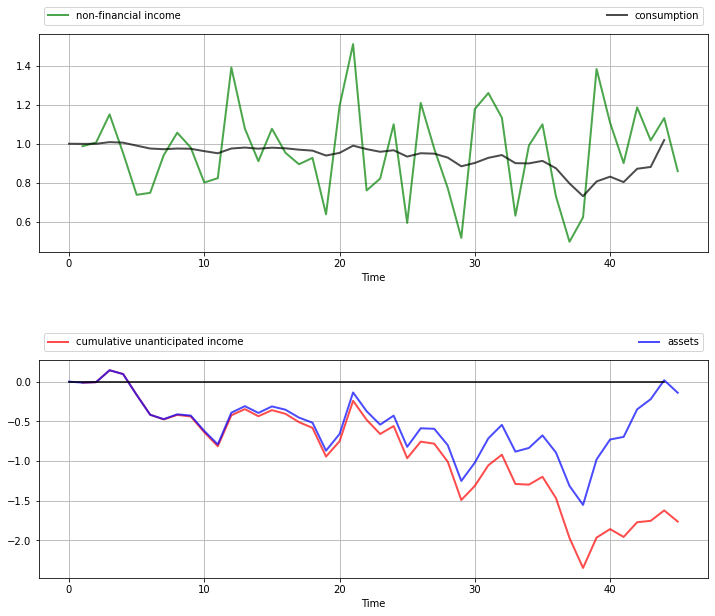 non-financial income consumption
1.4
1.2
1.0
0.8
0.6
0 10 20 30 40
Time
cumulative unanticipated income assets
0.0
−0.5
−1.0
−1.5
−2.0
0 10 20 30 40
Time